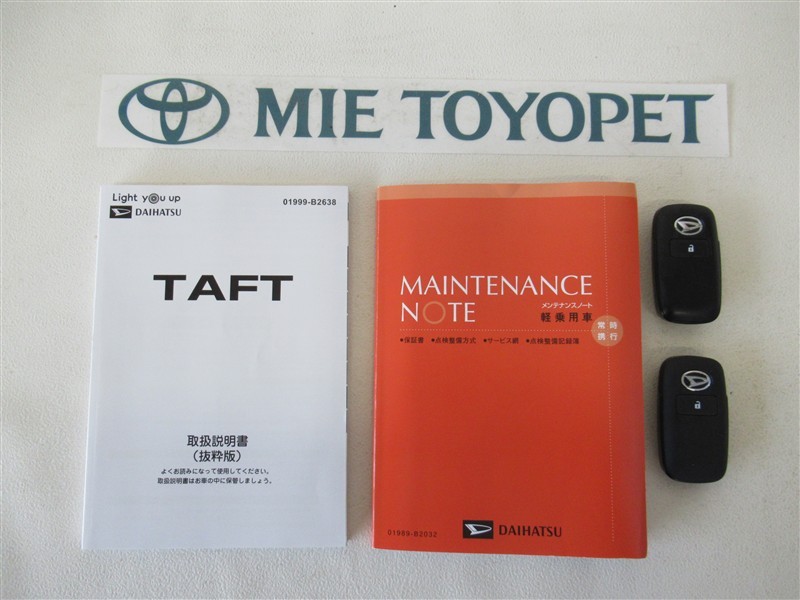 MIE TOYOPET
Light you up
DAIHATSU
01999-B2638
TAFT
取扱説明書
（抜粋版）
よくお読みになって使用してください。
取扱説明書はお車の中に保管しましょう。
MAINTENANCE
NOTE
メンテナンスノート
軽乗用車
常時
携行
●保証書 ●点検整備方式 ●サービス網 ●点検整備記録簿
01989-B2032
DAIHATSU